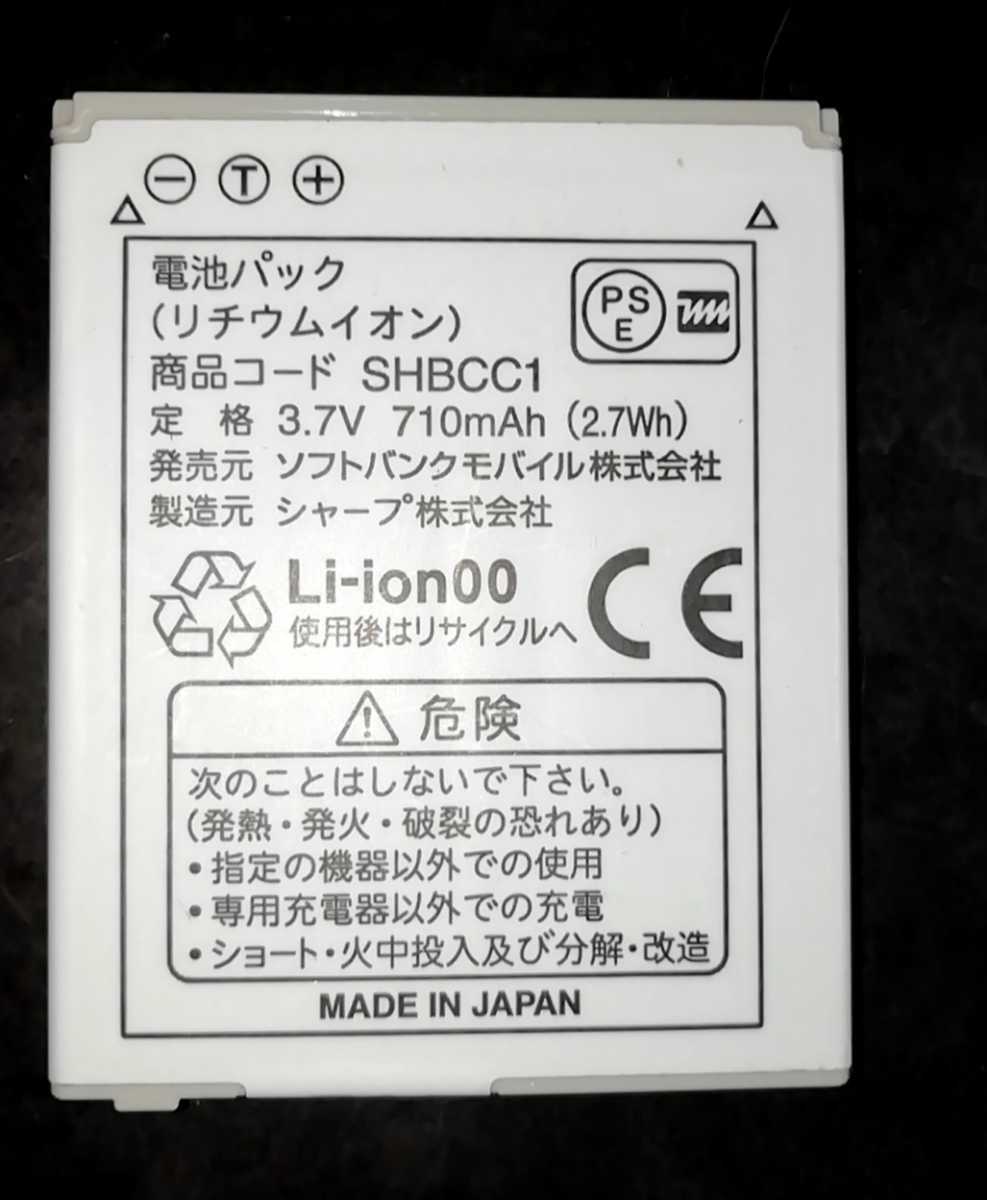 ⊖ Ⓣ ⊕
電池パック
(リチウムイオン)
PS
E
商品コード SHBCC1
定 格 3.7V 710mAh (2.7Wh)
発売元 ソフトバンクモバイル株式会社
製造元 シャープ株式会社
Li-ion00
使用後はリサイクルへ
CE
危険
次のことはしないで下さい。
(発熱・発火・破裂の恐れあり)
・指定の機器以外での使用
・専用充電器以外での充電
・ショート・火中投入及び分解・改造
MADE IN JAPAN